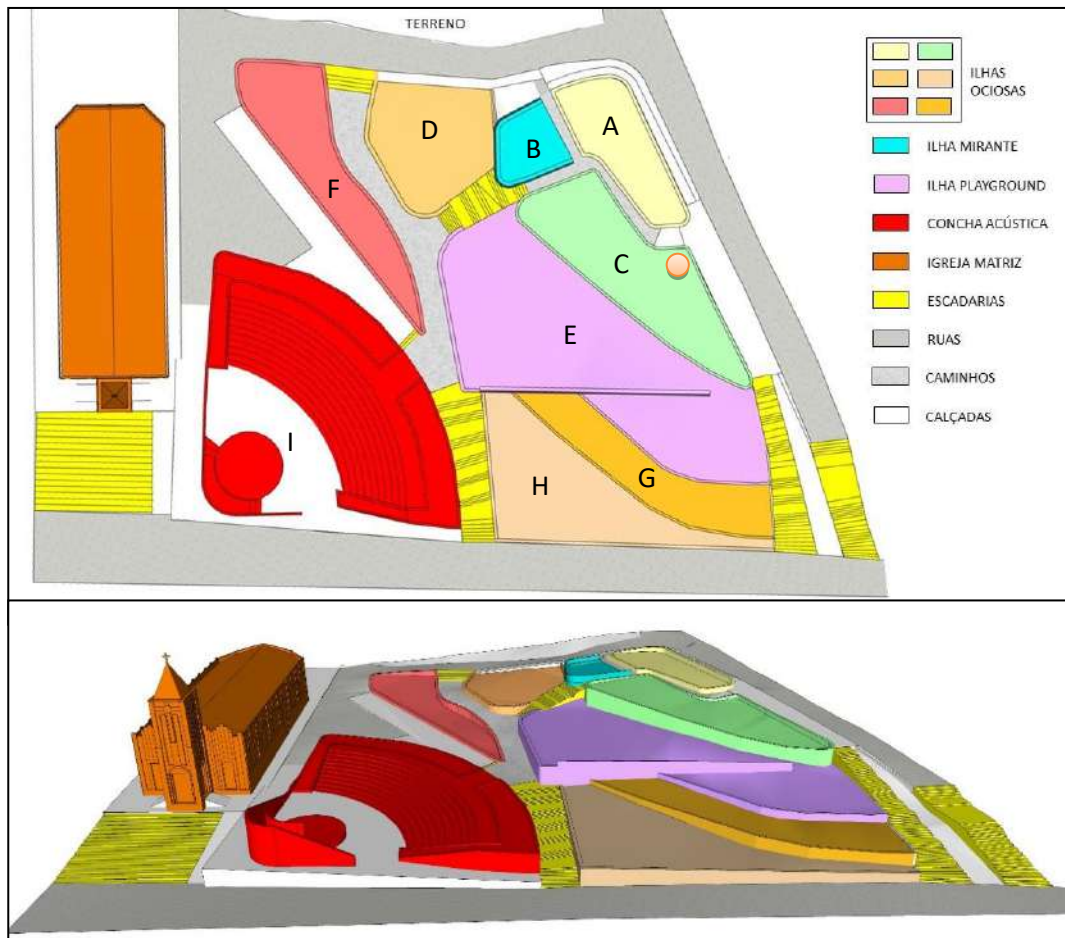 TERRENO
A
B
C
D
E
F
G
H
I
ILHAS
OCIOSAS
ILHA MIRANTE
ILHA PLAYGROUND
CONCHA ACÚSTICA
IGREJA MATRIZ
ESCADARIAS
RUAS
CAMINHOS
CALÇADAS